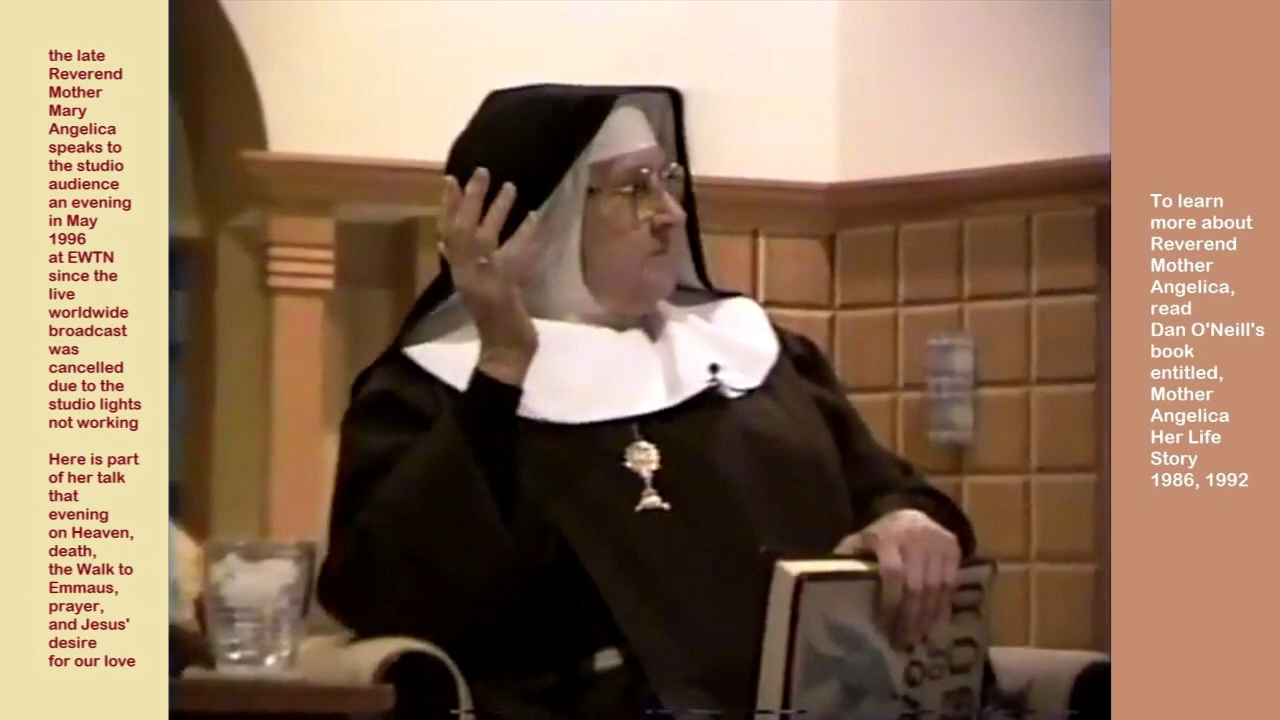 the late
Reverend
Mother
Mary
Angelica
speaks to
the studio
audience
an evening
in May
1996
at EWTN
since the
live
worldwide
broadcast
was
cancelled
due to the
studio lights
not working
Here is part
of her talk
that
evening
on Heaven,
death,
the Walk to
Emmaus,
prayer,
and Jesus'
desire
for our love
To learn
more about
Reverend
Mother
Angelica,
read
Dan O'Neill's
book
entitled,
Mother
Angelica
Her Life
Story
1986, 1992